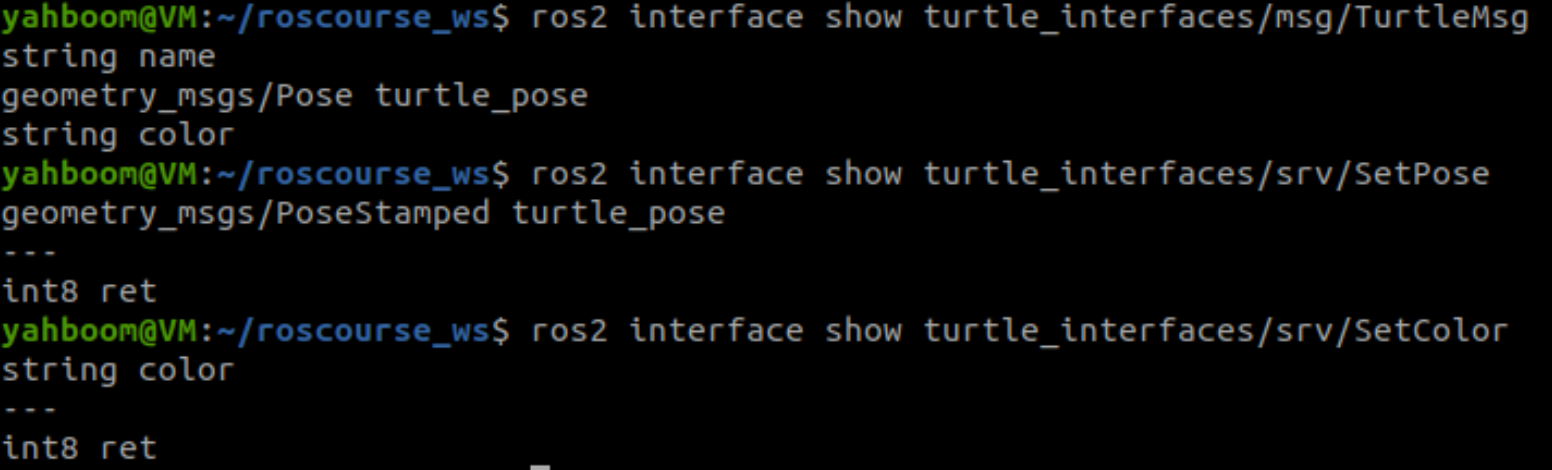 yahboom@VM:~/roscourse_ws$ ros2 interface show turtle_interfaces/msg/TurtleMsg
string name
geometry_msgs/Pose turtle_pose
string color
yahboom@VM:~/roscourse_ws$ ros2 interface show turtle_interfaces/srv/SetPose
geometry_msgs/PoseStamped turtle_pose
---
int8 ret
yahboom@VM:~/roscourse_ws$ ros2 interface show turtle_interfaces/srv/SetColor
string color
---
int8 ret